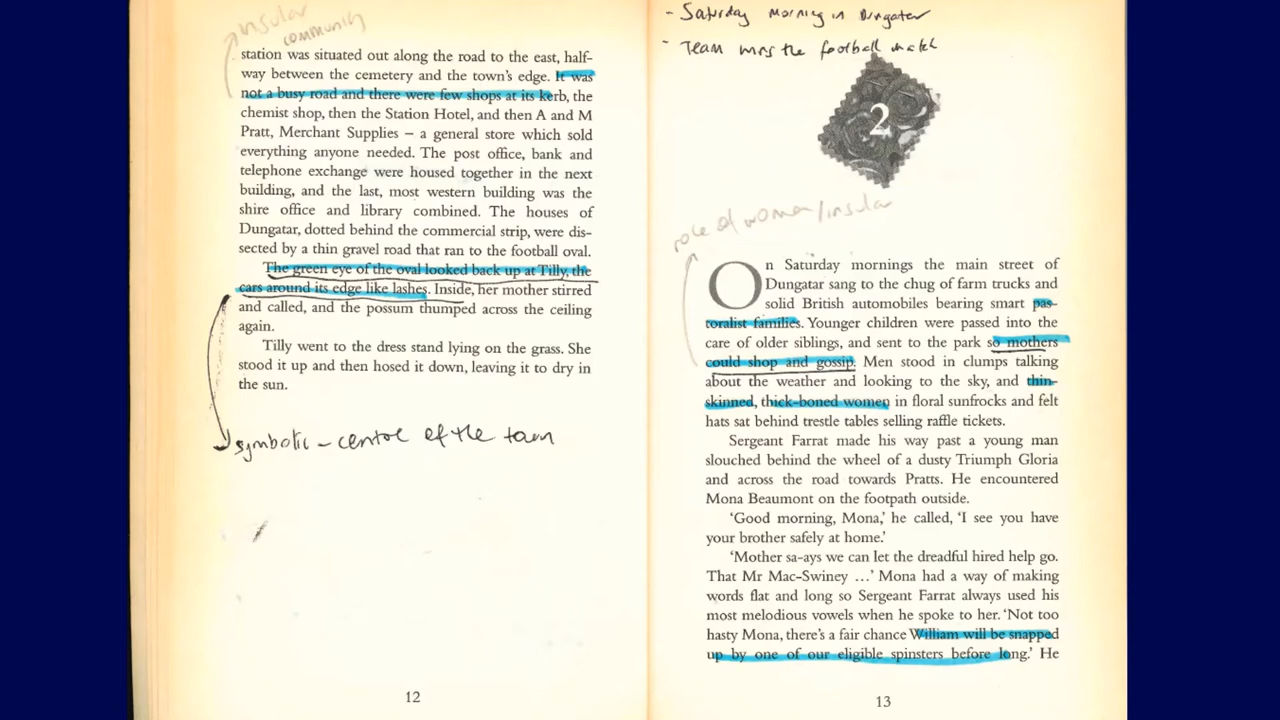 insular
community
station was situated out along the road to the east, half-
way between the cemetery and the town's edge. It was
not a busy road and there were few shops at its kerb, the
chemist shop, then the Station Hotel, and then A and M
Pratt, Merchant Supplies – a general store which sold
everything anyone needed. The post office, bank and
telephone exchange were housed together in the next
building, and the last, most western building was the
shire office and library combined. The houses of
Dungatar, dotted behind the commercial strip, were dis-
sected by a thin gravel road that ran to the football oval.
The green eye of the oval looked back up at Tilly, the
cars around its edge like lashes. Inside, her mother stirred
and called, and the possum thumped across the ceiling
again.
Tilly went to the dress stand lying on the grass. She
stood it up and then hosed it down, leaving it to dry in
the sun.
symbolic – centre of the town
12
- Saturday morning in Dungatar
- Team wins the football match
2
role of women/insular
On Saturday mornings the main street of
Dungatar sang to the chug of farm trucks and
solid British automobiles bearing smart pas-
toralist families. Younger children were passed into the
care of older siblings, and sent to the park so mothers
could shop and gossip. Men stood in clumps talking
about the weather and looking to the sky, and thin-
skinned, thick-boned women in floral sunfrocks and felt
hats sat behind trestle tables selling raffle tickets.
Sergeant Farrat made his way past a young man
slouched behind the wheel of a dusty Triumph Gloria
and across the road towards Pratts. He encountered
Mona Beaumont on the footpath outside.
'Good morning, Mona,' he called, 'I see you have
your brother safely at home.'
'Mother sa-ays we can let the dreadful hired help go.
That Mr Mac-Swiney …' Mona had a way of making
words flat and long so Sergeant Farrat always used his
most melodious vowels when he spoke to her. 'Not too
hasty Mona, there's a fair chance William will be snapped
up by one of our eligible spinsters before long.' He
13